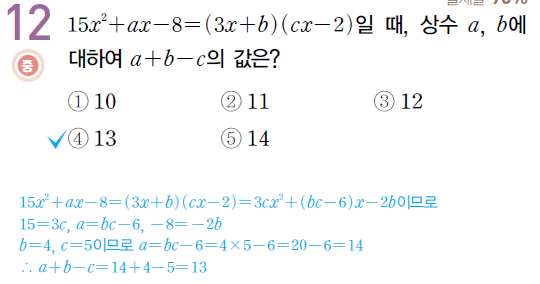 12
15x²+ax-8=(3x+b)(cx-2)일 때, 상수 a, b에
중
대하여 a+b-c의 값은?
① 10 ② 11 ③ 12
④ 13 ⑤ 14
15x²+ax-8=(3x+b)(cx-2)=3cx²+(bc-6)x-2b이므로
15=3c, a=bc-6, -8=-2b
b=4, c=5이므로 a=bc-6=4×5-6=20-6=14
∴ a+b-c=14+4-5=13